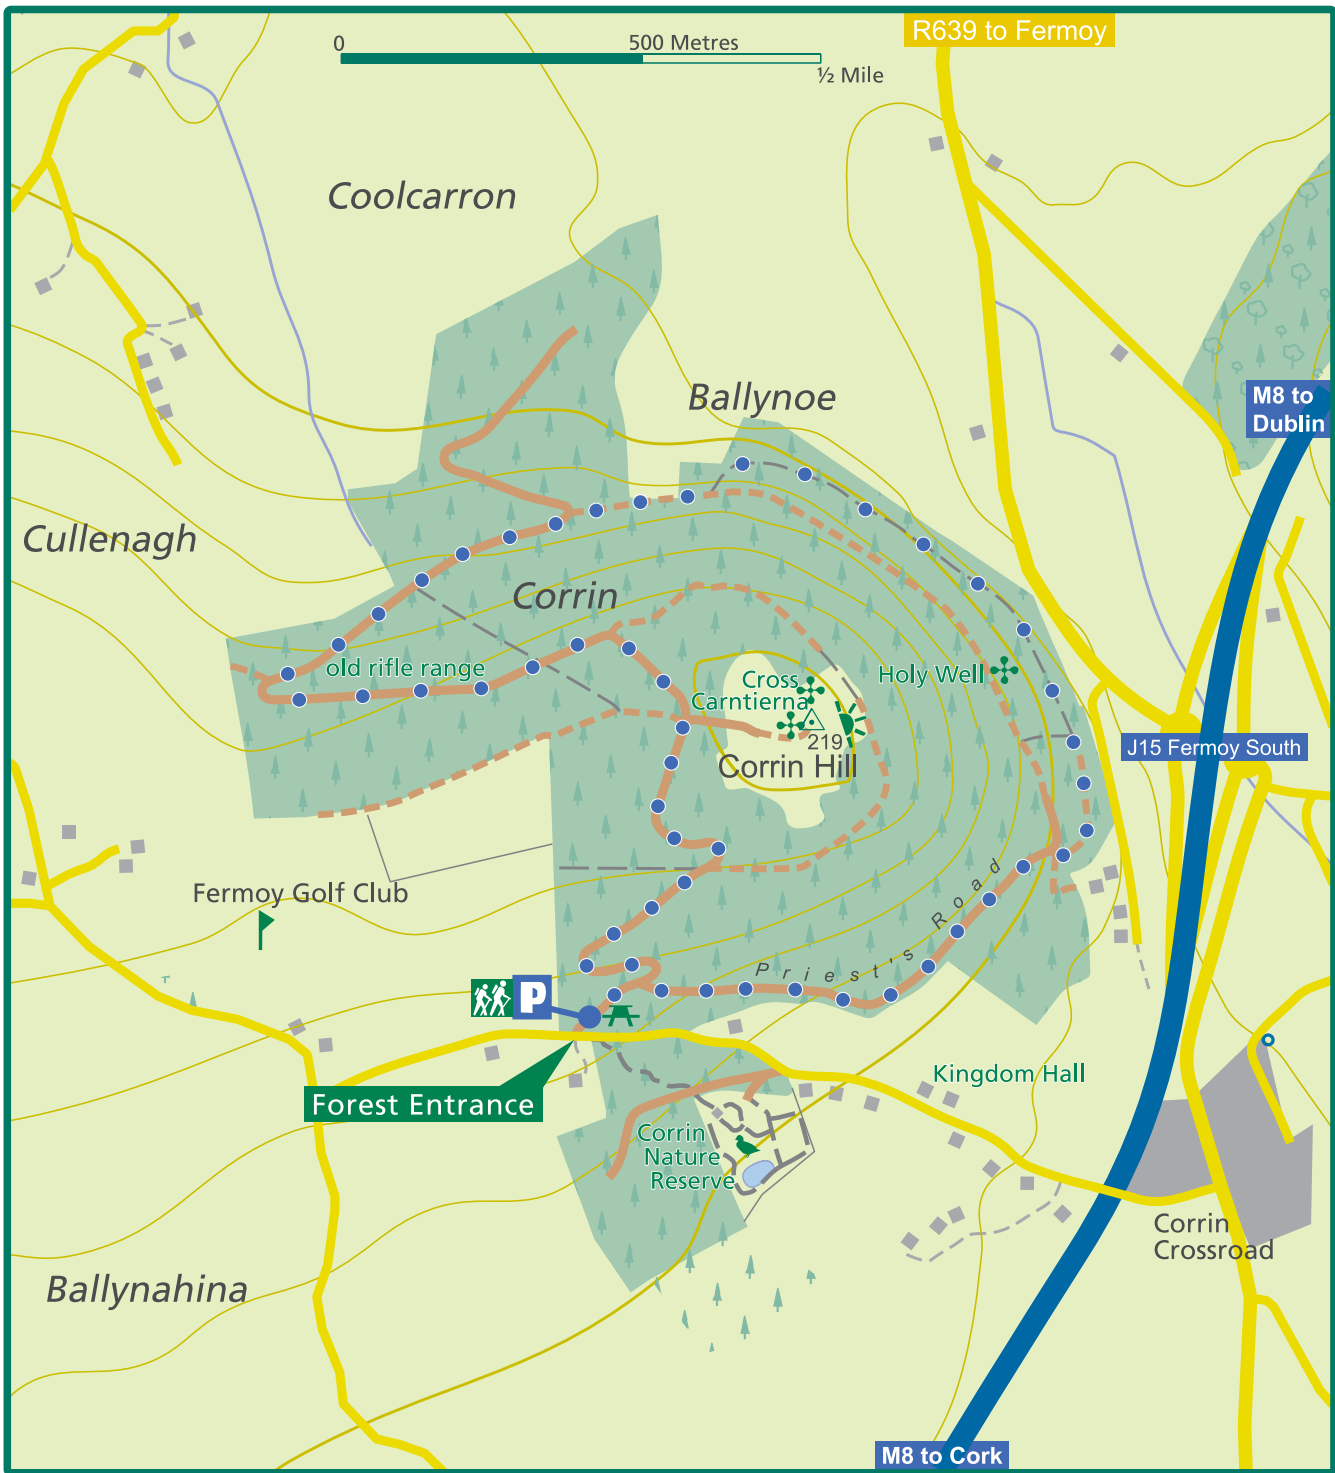 R639 to Fermoy
0
500 Metres
½ Mile
Coolcarron
Ballynoe
M8 to
Dublin
Cullenagh
Corrin
old rifle range
Holy Well
Cross
Carntierna
219
Corrin Hill
J15 Fermoy South
Fermoy Golf Club
Priest's Road
P
Forest Entrance
Kingdom Hall
Corrin
Nature
Reserve
Corrin
Crossroad
Ballynahina
M8 to Cork